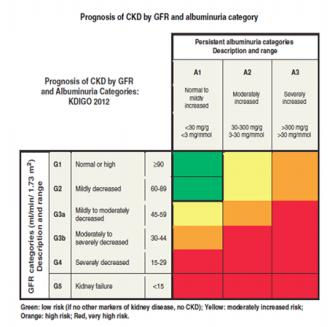 Prognosis of CKD by GFR and albuminuria category
Persistent albuminuria categories
Description and range
Prognosis of CKD by GFR
and Albuminuria Categories:
KDIGO 2012
A1
A2
A3
Normal to
mildly
increased
Moderately
increased
Severely
increased
<30 mg/g
<3 mg/mmol
30-300 mg/g
3-30 mg/mmol
>300 mg/g
>30 mg/mmol
GFR categories (ml/min/ 1.73 m²)
Description and range
G1 Normal or high ≥90
G2 Mildly decreased 60-89
G3a Mildly to moderately
decreased 45-59
G3b Moderately to
severely decreased 30-44
G4 Severely decreased 15-29
G5 Kidney failure <15
Green: low risk (if no other markers of kidney disease, no CKD); Yellow: moderately increased risk;
Orange: high risk; Red, very high risk.